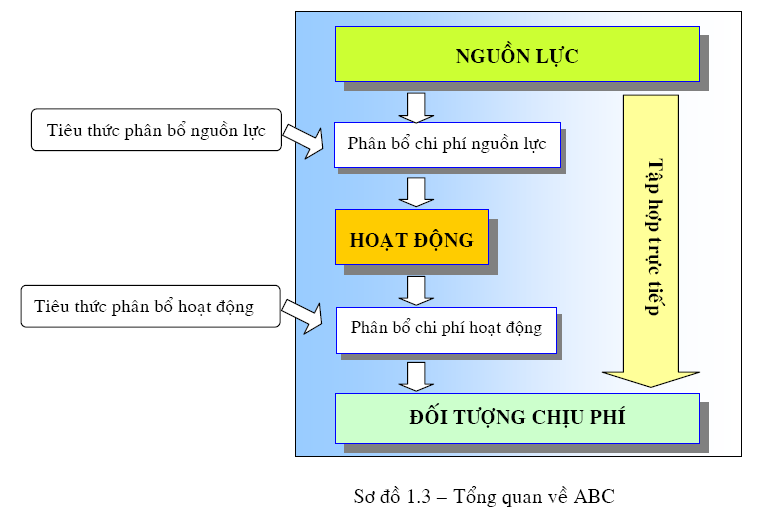 NGUỒN LỰC
Tiêu thức phân bổ nguồn lực
Phân bổ chi phí nguồn lực
Tập hợp trực tiếp
HOẠT ĐỘNG
Tiêu thức phân bổ hoạt động
Phân bổ chi phí hoạt động
ĐỐI TƯỢNG CHỊU PHÍ
Sơ đồ 1.3 – Tổng quan về ABC